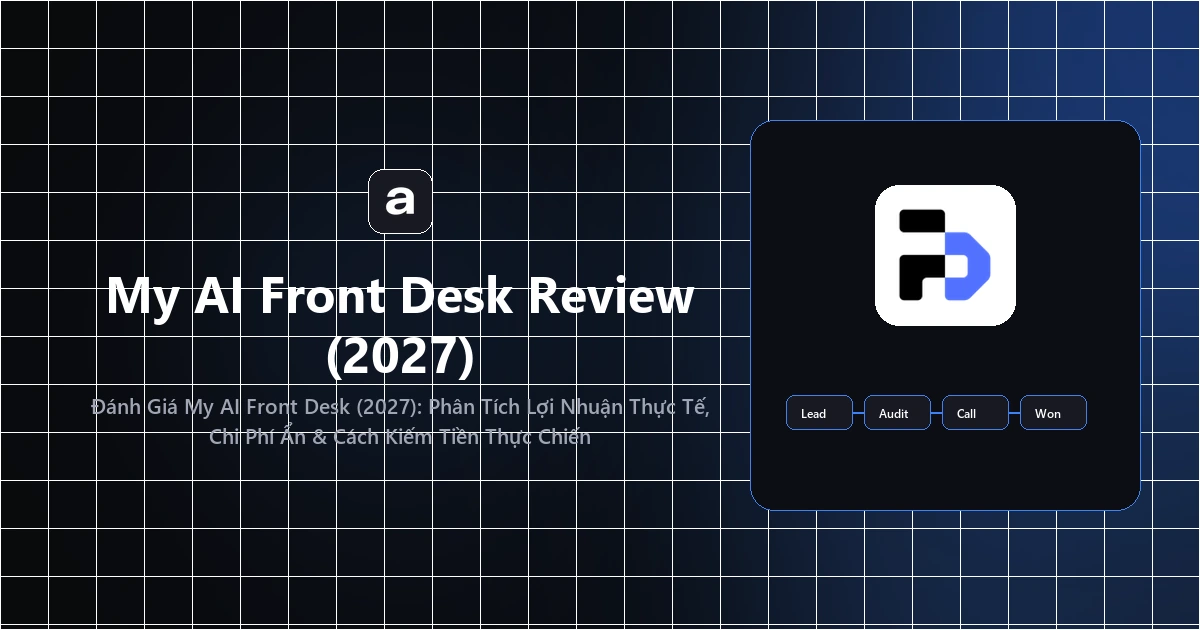 a
My AI Front Desk Review
(2027)
Đánh Giá My AI Front Desk (2027): Phân Tích Lợi Nhuận Thực Tế,
Chi Phí Ẩn & Cách Kiếm Tiền Thực Chiến
Lead
Audit
Call
Won